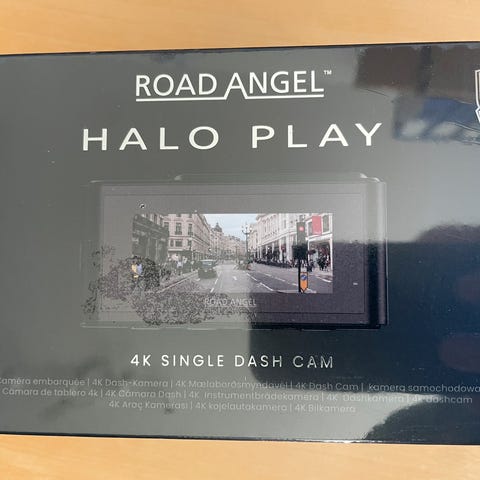 ROAD ANGEL™
HALO PLAY
ROAD ANGEL
4K SINGLE DASH CAM
Caméra embarquée | 4K Dash-Kamera | 4K Mælaborðsmyndavél | 4K Dash Cam | kamera samochodowa
Cámara de tablero 4k | 4K Câmara Dash | 4K Instrumentbrädekamera | 4K Dashkamera | 4k dashcam
4K Araç Kamerası | 4K kojelautakamera | 4K Bilkamera